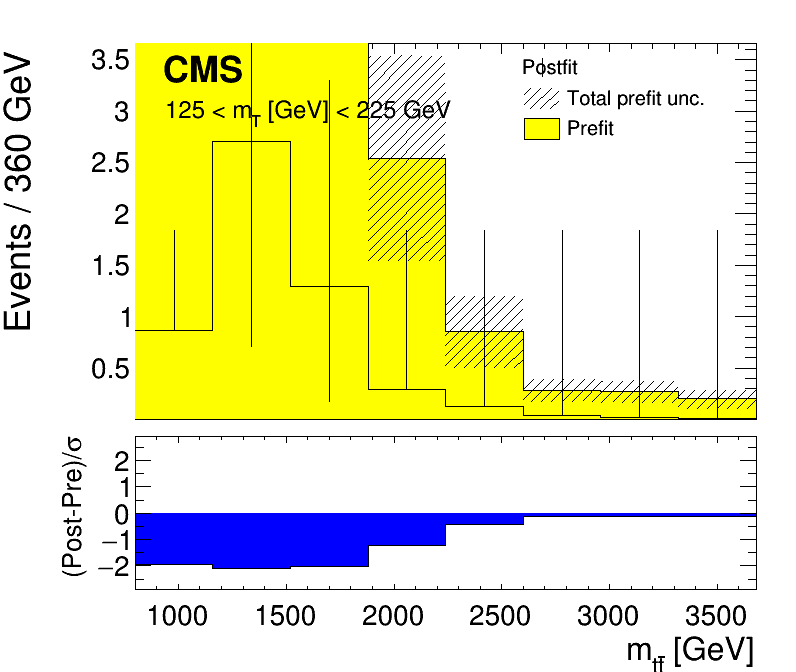 CMS
125 < m_T [GeV] < 225 GeV
Postfit
Total prefit unc.
Prefit
Events / 360 GeV
3.5
3
2.5
2
1.5
1
0.5
(Post-Pre)/σ
2
1
0
−1
−2
1000 1500 2000 2500 3000 3500
m_tt̄ [GeV]